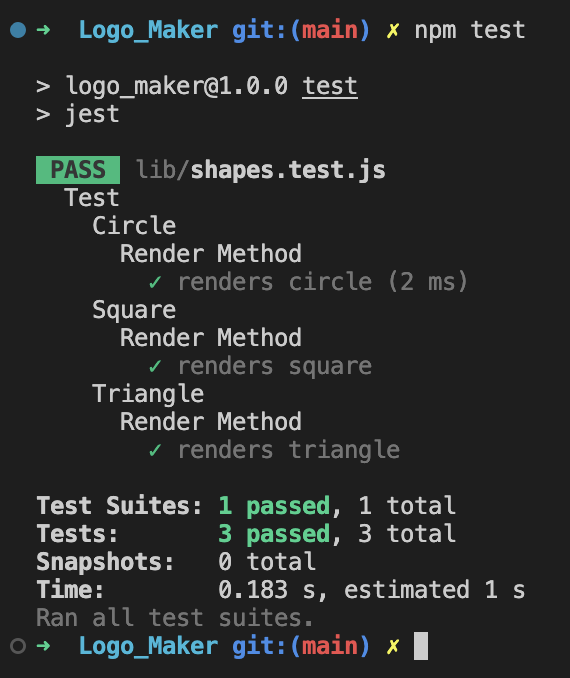 ➜ Logo_Maker git:(main) ✗ npm test
> logo_maker@1.0.0 test
> jest
PASS lib/shapes.test.js
Test
Circle
Render Method
✓ renders circle (2 ms)
Square
Render Method
✓ renders square
Triangle
Render Method
✓ renders triangle
Test Suites: 1 passed, 1 total
Tests: 3 passed, 3 total
Snapshots: 0 total
Time: 0.183 s, estimated 1 s
Ran all test suites.
➜ Logo_Maker git:(main) ✗